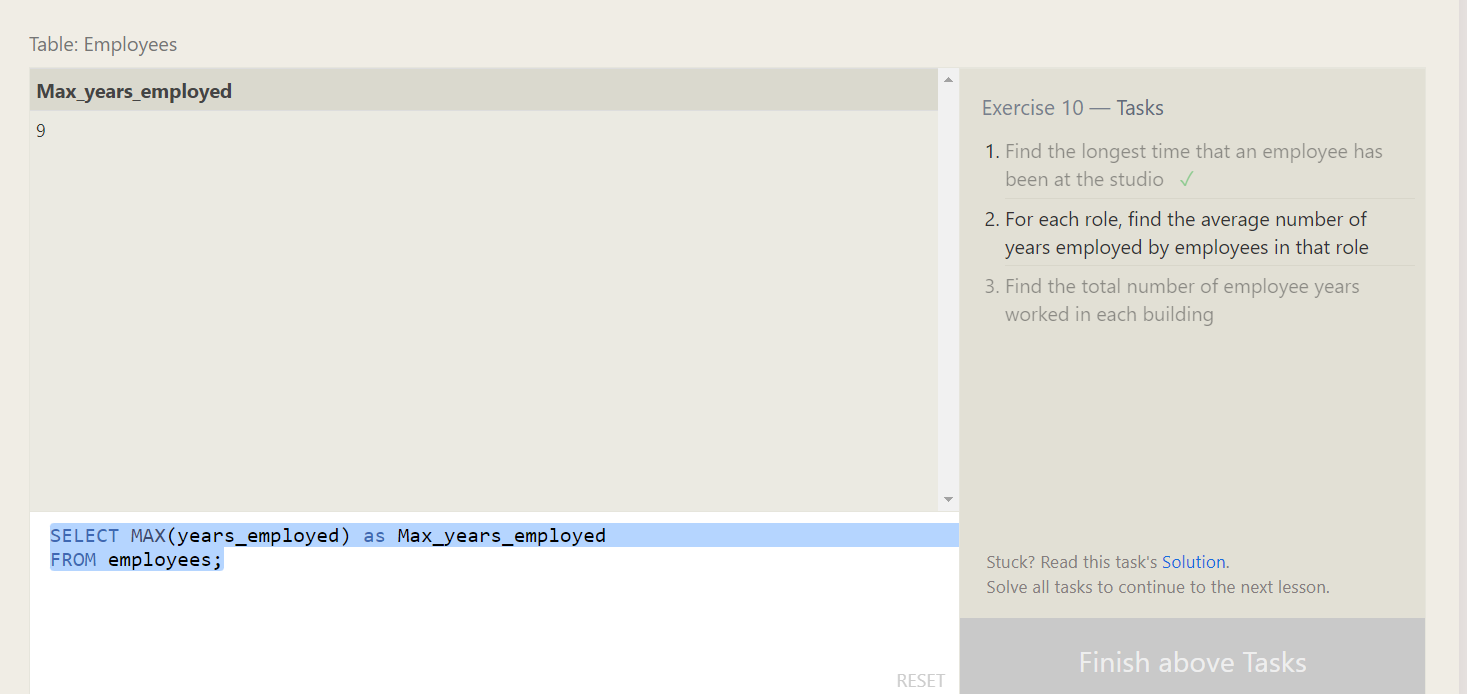 Table: Employees
Max_years_employed
9
SELECT MAX(years_employed) as Max_years_employed
FROM employees;
RESET
Exercise 10 — Tasks
1. Find the longest time that an employee has
been at the studio ✓
2. For each role, find the average number of
years employed by employees in that role
3. Find the total number of employee years
worked in each building
Stuck? Read this task's Solution.
Solve all tasks to continue to the next lesson.
Finish above Tasks